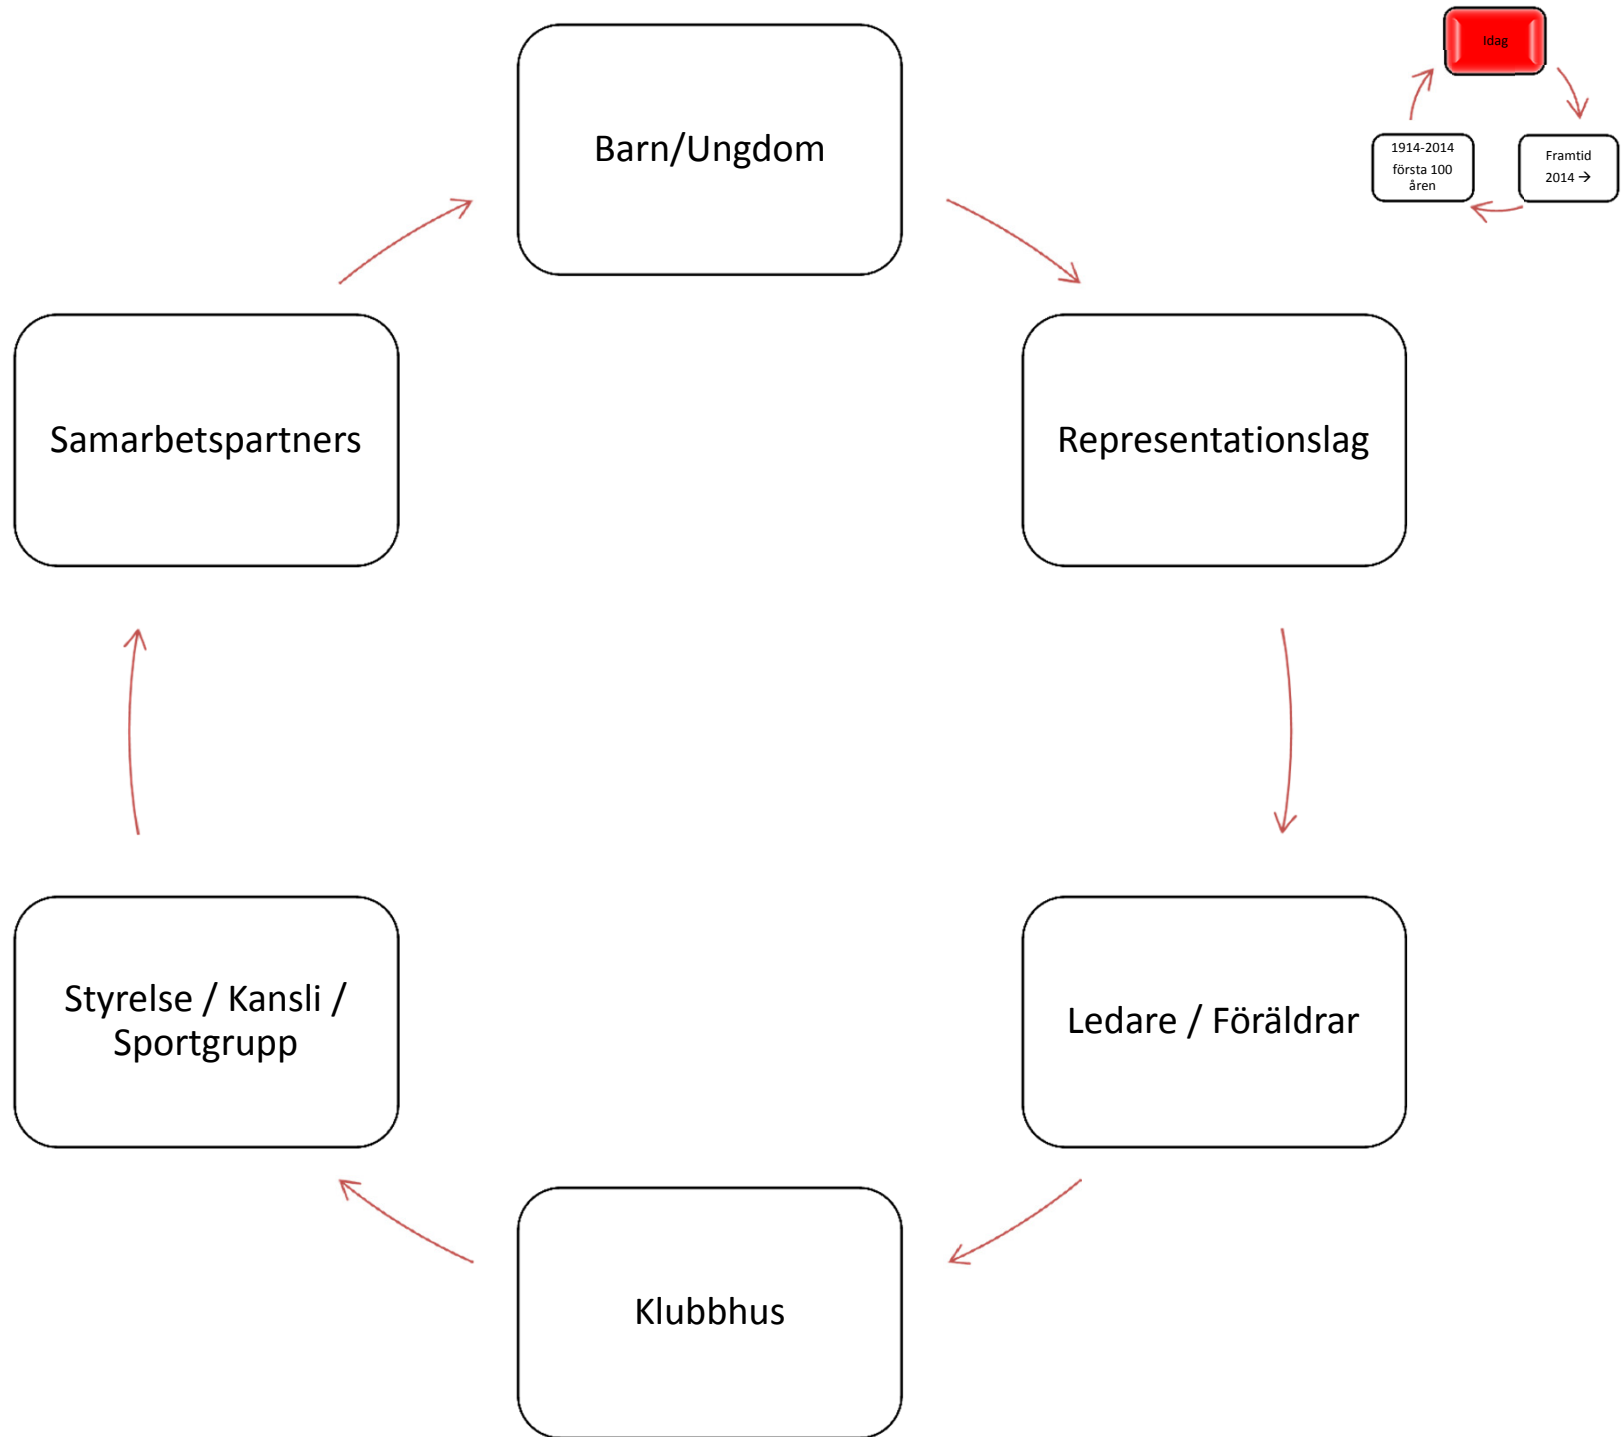 Barn/Ungdom
Idag
1914-2014
första 100
åren
Framtid
2014 →
Samarbetspartners
Representationslag
Styrelse / Kansli /
Sportgrupp
Ledare / Föräldrar
Klubbhus